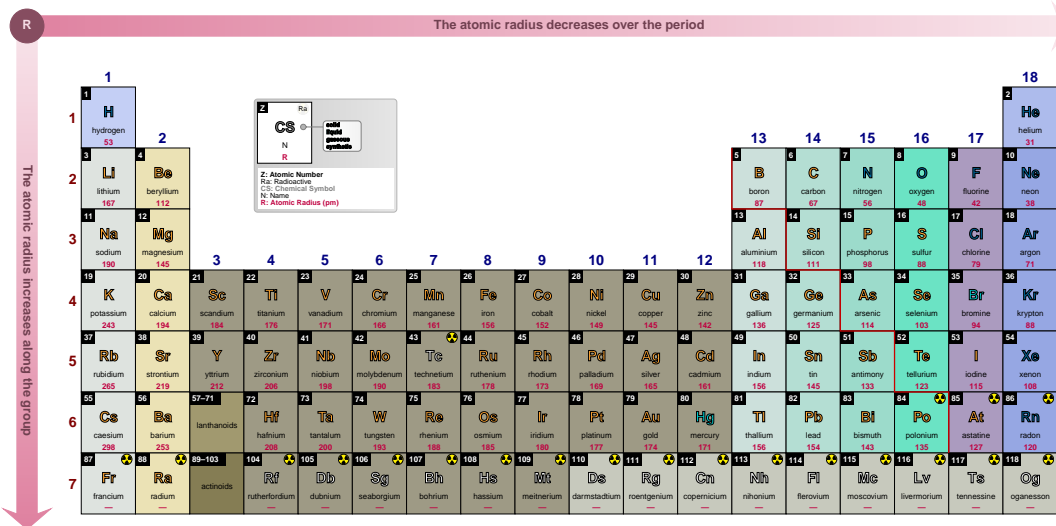 R
The atomic radius decreases over the period
The atomic radius increases along the group
1 2 3 4 5 6 7 8 9 10 11 12 13 14 15 16 17 18
Z Ra
CS
N
R
solid
liquid
gaseous
synthetic
Z: Atomic Number
Ra: Radioactive
CS: Chemical Symbol
N: Name
R: Atomic Radius (pm)
1
1 H hydrogen 53
2 He helium 31
2
3 Li lithium 167
4 Be beryllium 112
5 B boron 87
6 C carbon 67
7 N nitrogen 56
8 O oxygen 48
9 F fluorine 42
10 Ne neon 38
3
11 Na sodium 190
12 Mg magnesium 145
13 Al aluminium 118
14 Si silicon 111
15 P phosphorus 98
16 S sulfur 88
17 Cl chlorine 79
18 Ar argon 71
4
19 K potassium 243
20 Ca calcium 194
21 Sc scandium 184
22 Ti titanium 176
23 V vanadium 171
24 Cr chromium 166
25 Mn manganese 161
26 Fe iron 156
27 Co cobalt 152
28 Ni nickel 149
29 Cu copper 145
30 Zn zinc 142
31 Ga gallium 136
32 Ge germanium 125
33 As arsenic 114
34 Se selenium 103
35 Br bromine 94
36 Kr krypton 88
5
37 Rb rubidium 265
38 Sr strontium 219
39 Y yttrium 212
40 Zr zirconium 206
41 Nb niobium 198
42 Mo molybdenum 190
43 Tc technetium 183
44 Ru ruthenium 178
45 Rh rhodium 173
46 Pd palladium 169
47 Ag silver 165
48 Cd cadmium 161
49 In indium 156
50 Sn tin 145
51 Sb antimony 133
52 Te tellurium 123
53 I iodine 115
54 Xe xenon 108
6
55 Cs caesium 298
56 Ba barium 253
57–71 lanthanoids
72 Hf hafnium 208
73 Ta tantalum 200
74 W tungsten 193
75 Re rhenium 188
76 Os osmium 185
77 Ir iridium 180
78 Pt platinum 177
79 Au gold 174
80 Hg mercury 171
81 Tl thallium 156
82 Pb lead 154
83 Bi bismuth 143
84 Po polonium 135
85 At astatine 127
86 Rn radon 120
7
87 Fr francium —
88 Ra radium —
89–103 actinoids
104 Rf rutherfordium —
105 Db dubnium —
106 Sg seaborgium —
107 Bh bohrium —
108 Hs hassium —
109 Mt meitnerium —
110 Ds darmstadtium —
111 Rg roentgenium —
112 Cn copernicium —
113 Nh nihonium —
114 Fl flerovium —
115 Mc moscovium —
116 Lv livermorium —
117 Ts tennessine —
118 Og oganesson —